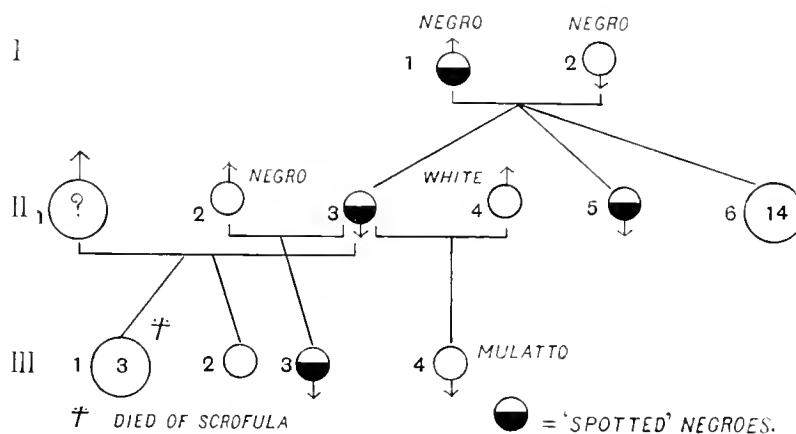 I
NEGRO NEGRO
1 2
II
1 ? 2 NEGRO 3 WHITE 4 5 6 14
III
1 3 † 2 3 4 MULATTO
† DIED OF SCROFULA
= 'SPOTTED' NEGROES.